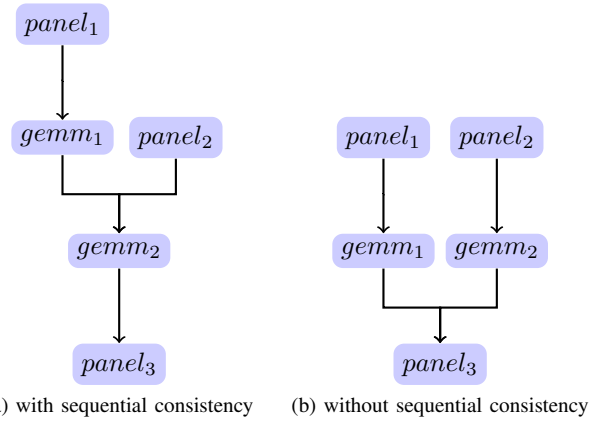 panel₁
gemm₁ panel₂
panel₁ panel₂
gemm₂
gemm₁ gemm₂
panel₃
panel₃
) with sequential consistency
(b) without sequential consistency